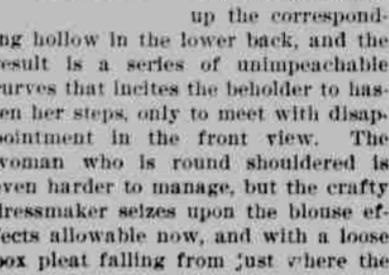 up the correspond-
ng hollow in the lower back, and the
esult is a series of unimpeachable
urves that incites the beholder to has-
en her steps, only to meet with disap-
pointment in the front view. The
woman who is round shouldered is
even harder to manage, but the crafty
dressmaker seizes upon the blouse ef-
fects allowable now, and with a loose
box pleat falling from just where the